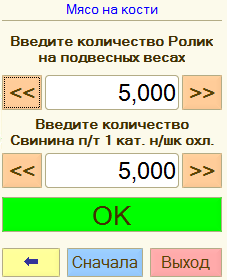 Мясо на кости
Введите количество Ролик
на подвесных весах
<< 5,000 >>
Введите количество
Свинина п/т 1 кат. н/шк охл.
<< 5,000 >>
OK
Сначала Выход